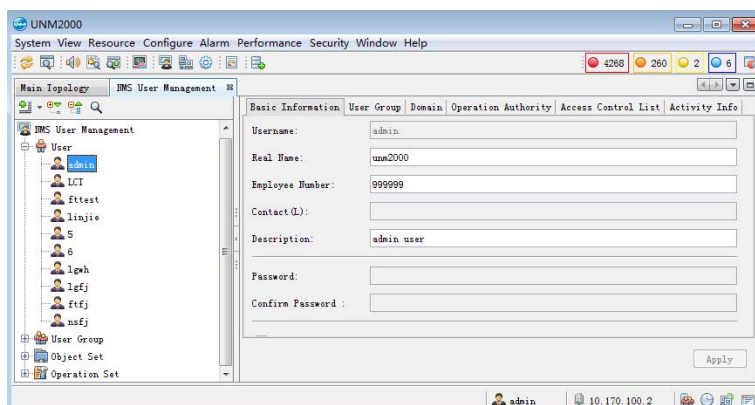 UNM2000
System View Resource Configure Alarm Performance Security Window Help
4268 260 2 6
Main Topology NMS User Management
Basic Information User Group Domain Operation Authority Access Control List Activity Info
NMS User Management
User
admin
LCT
fttest
linjie
5
6
lgwh
lgfj
ftfj
nsfj
User Group
Object Set
Operation Set
Username: admin
Real Name: unm2000
Employee Number: 999999
Contact(L):
Description: admin user
Password:
Confirm Password :
Apply
admin 10.170.100.2